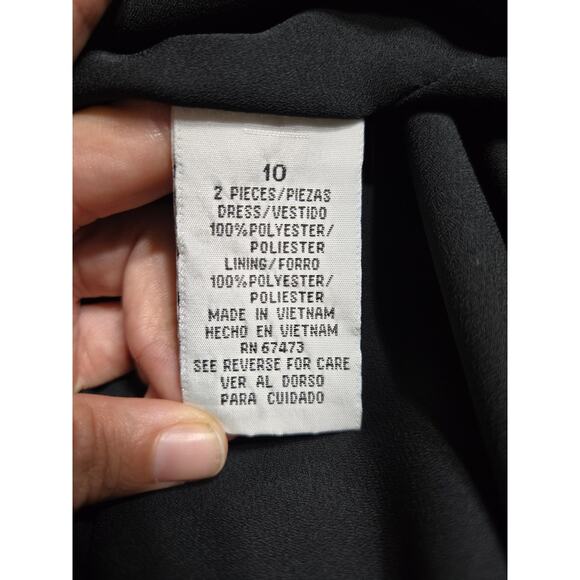 10
2 PIECES/PIEZAS
DRESS/VESTIDO
100%POLYESTER/
POLIESTER
LINING/FORRO
100%POLYESTER/
POLIESTER
MADE IN VIETNAM
HECHO EN VIETNAM
RN 67473
SEE REVERSE FOR CARE
VER AL DORSO
PARA CUIDADO